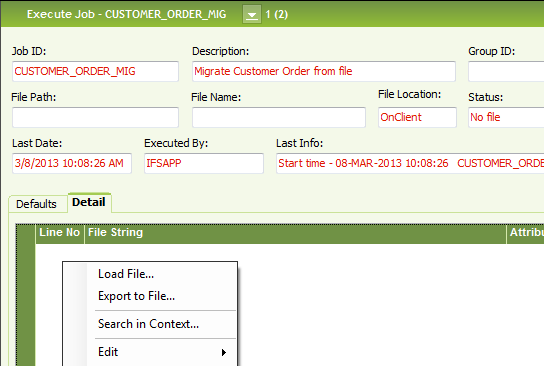 Execute Job - CUSTOMER_ORDER_MIG 1 (2)
Job ID: Description: Group ID:
CUSTOMER_ORDER_MIG Migrate Customer Order from file
File Path: File Name: File Location: Status:
OnClient No file
Last Date: Executed By: Last Info:
3/8/2013 10:08:26 AM IFSAPP Start time - 08-MAR-2013 10:08:26 CUSTOMER_ORDE
Defaults Detail
Line No File String Attribu
Load File...
Export to File...
Search in Context...
Edit